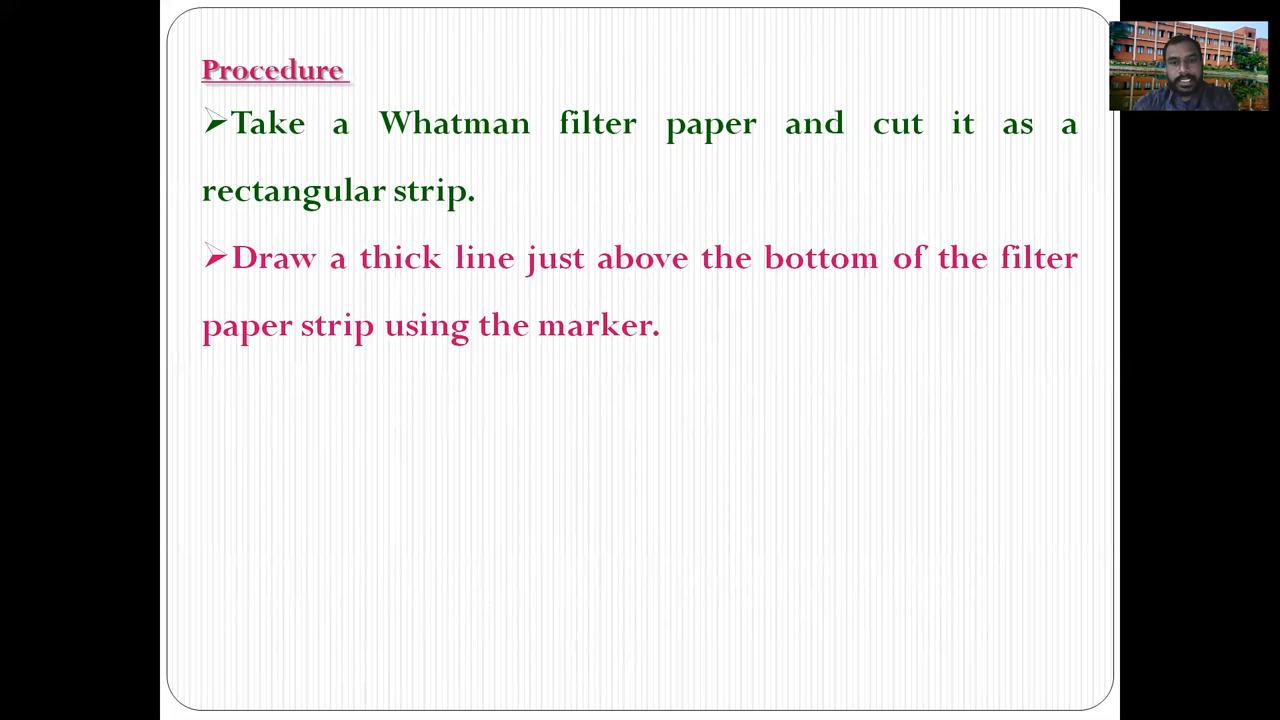 Procedure
➢Take a Whatman filter paper and cut it as a
rectangular strip.
➢Draw a thick line just above the bottom of the filter
paper strip using the marker.